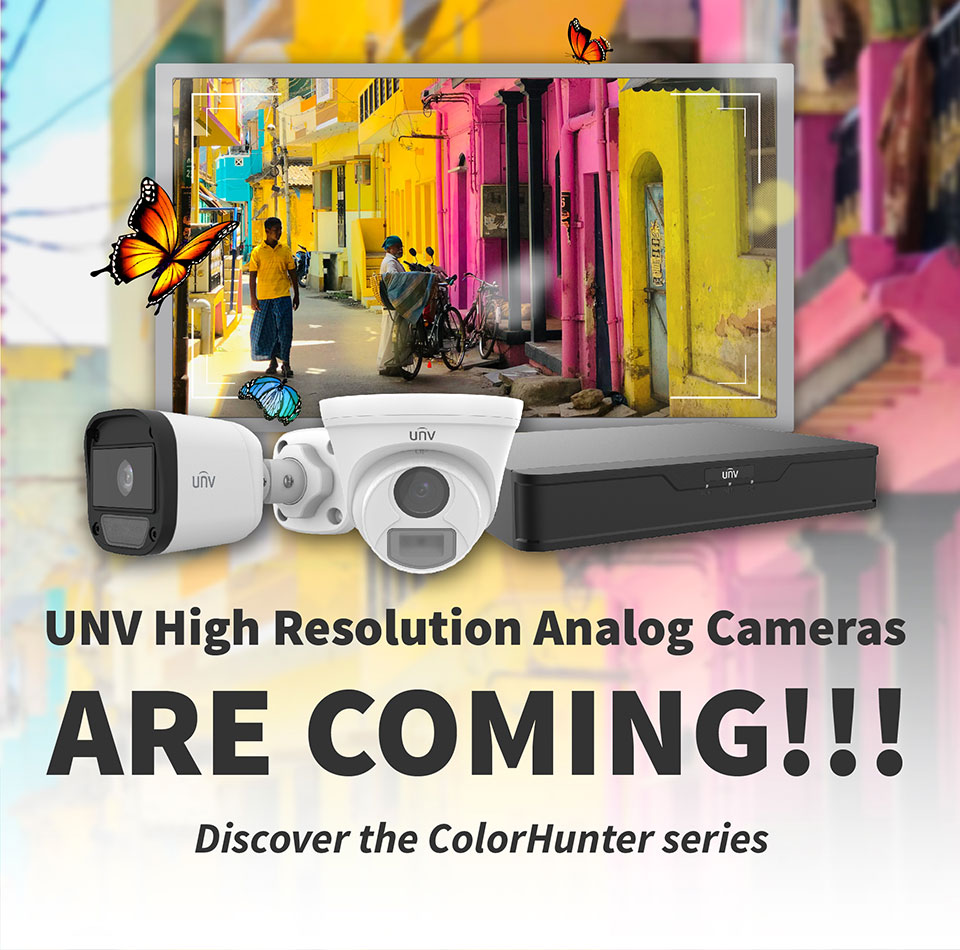 unv
unv
unv
UNV High Resolution Analog Cameras
ARE COMING!!!
Discover the ColorHunter series